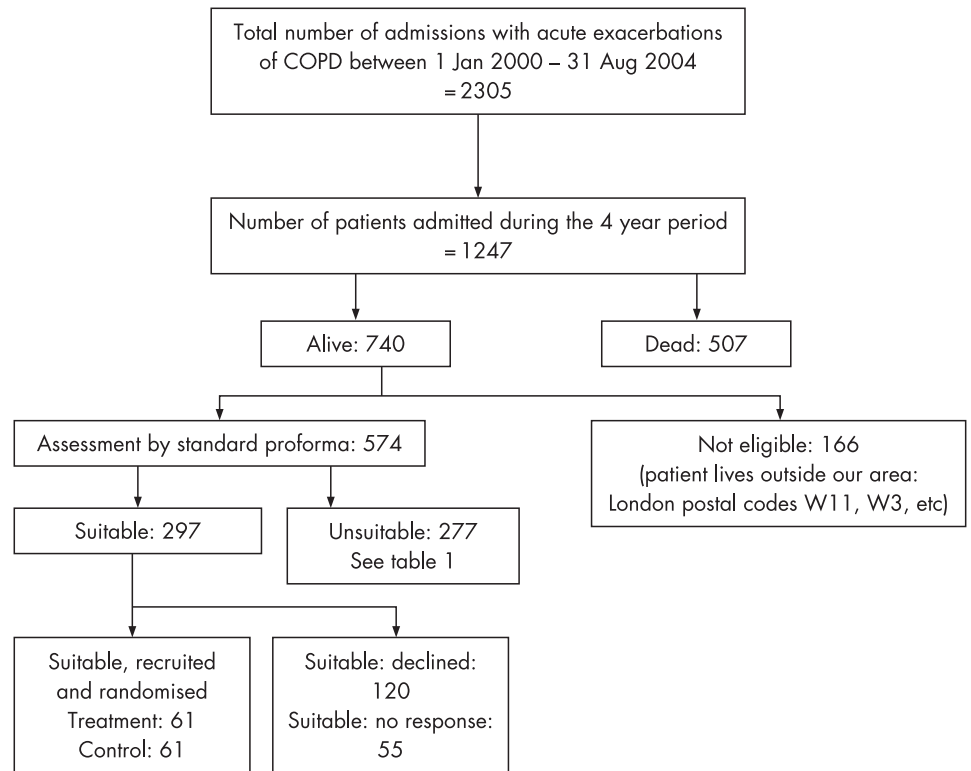 Total number of admissions with acute exacerbations
of COPD between 1 Jan 2000 – 31 Aug 2004
= 2305
Number of patients admitted during the 4 year period
= 1247
Alive: 740
Dead: 507
Assessment by standard proforma: 574
Not eligible: 166
(patient lives outside our area:
London postal codes W11, W3, etc)
Suitable: 297
Unsuitable: 277
See table 1
Suitable, recruited
and randomised
Treatment: 61
Control: 61
Suitable: declined:
120
Suitable: no response:
55